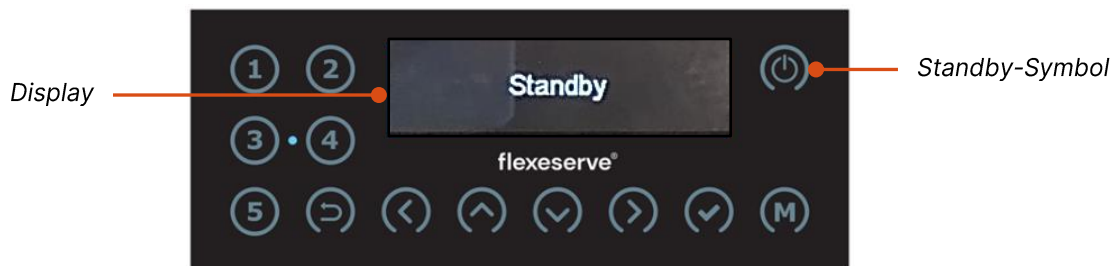 1 2
Standby
Standby-Symbol
Display
3 4
flexeserve®
5 M